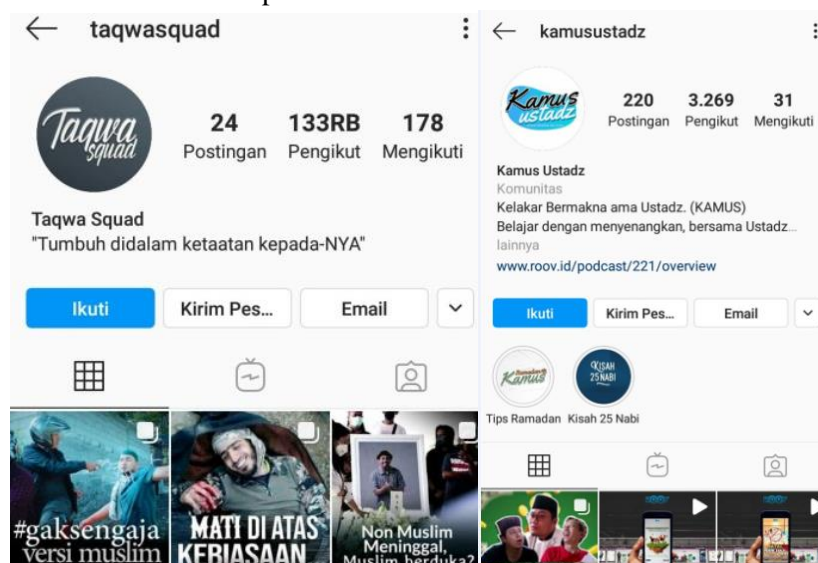 taqwasquad
Taqwa
squad
24 133RB 178
Postingan Pengikut Mengikuti
Taqwa Squad
"Tumbuh didalam ketaatan kepada-NYA"
Ikuti Kirim Pes... Email
#gaksengaja
versi muslim
MATI DI ATAS
KEBIASAAN
Non Muslim
Meninggal,
Muslim berduka?
kamusustadz
Kamus
ustadz
220 3.269 31
Postingan Pengikut Mengikuti
Kamus Ustadz
Komunitas
Kelakar Bermakna ama Ustadz. (KAMUS)
Belajar dengan menyenangkan, bersama Ustadz...
lainnya
www.roov.id/podcast/221/overview
Ikuti Kirim Pes... Email
Ramadan
Kamus
KISAH
25 NABI
Tips Ramadan Kisah 25 Nabi